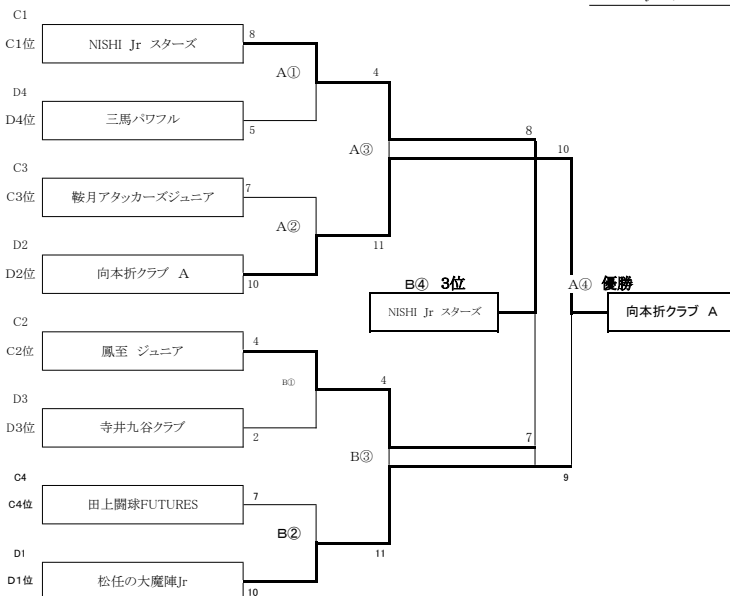 C1
C1位
NISHI Jr スターズ
8
A①
4
D4
D4位
三馬パワフル
5
8
10
A③
C3
C3位
鞍月アタッカーズジュニア
7
A②
11
D2
D2位
向本折クラブ A
10
B④ 3位
NISHI Jr スターズ
A④ 優勝
向本折クラブ A
C2
C2位
鳳至 ジュニア
4
B①
4
D3
D3位
寺井九谷クラブ
2
7
B③
9
C4
C4位
田上闘球FUTURES
7
B②
11
D1
D1位
松任の大魔陣Jr
10